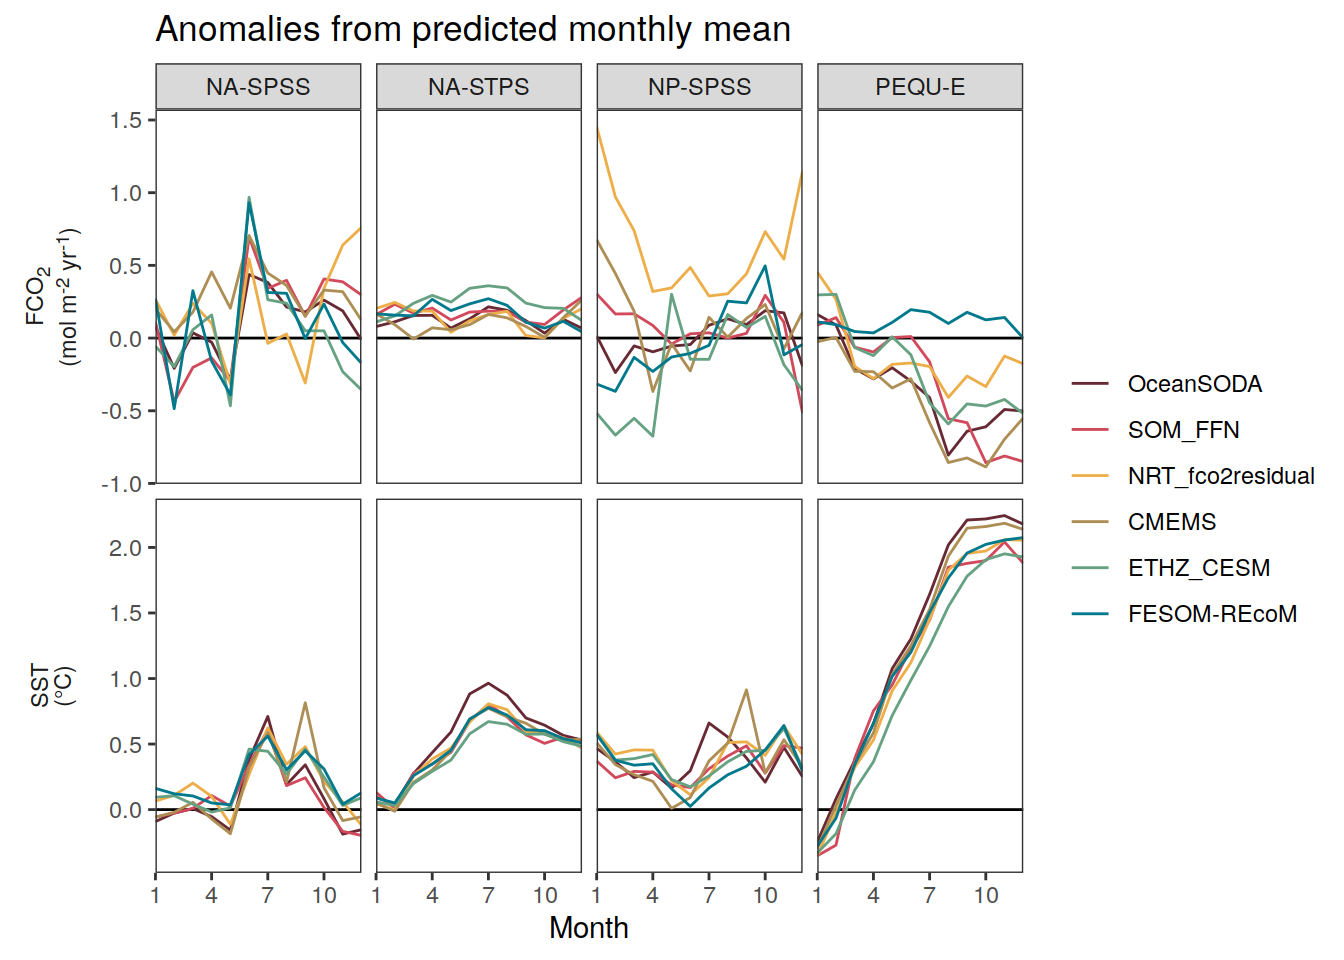 Anomalies from predicted monthly mean
NA-SPSS NA-STPS NP-SPSS PEQU-E
1.5
1.0
0.5
0.0
-0.5
-1.0
FCO₂
(mol m⁻² yr⁻¹)
2.0
1.5
1.0
0.5
0.0
SST
(°C)
1 4 7 10 1 4 7 10 1 4 7 10 1 4 7 10
Month
OceanSODA
SOM_FFN
NRT_fco2residual
CMEMS
ETHZ_CESM
FESOM-REcoM